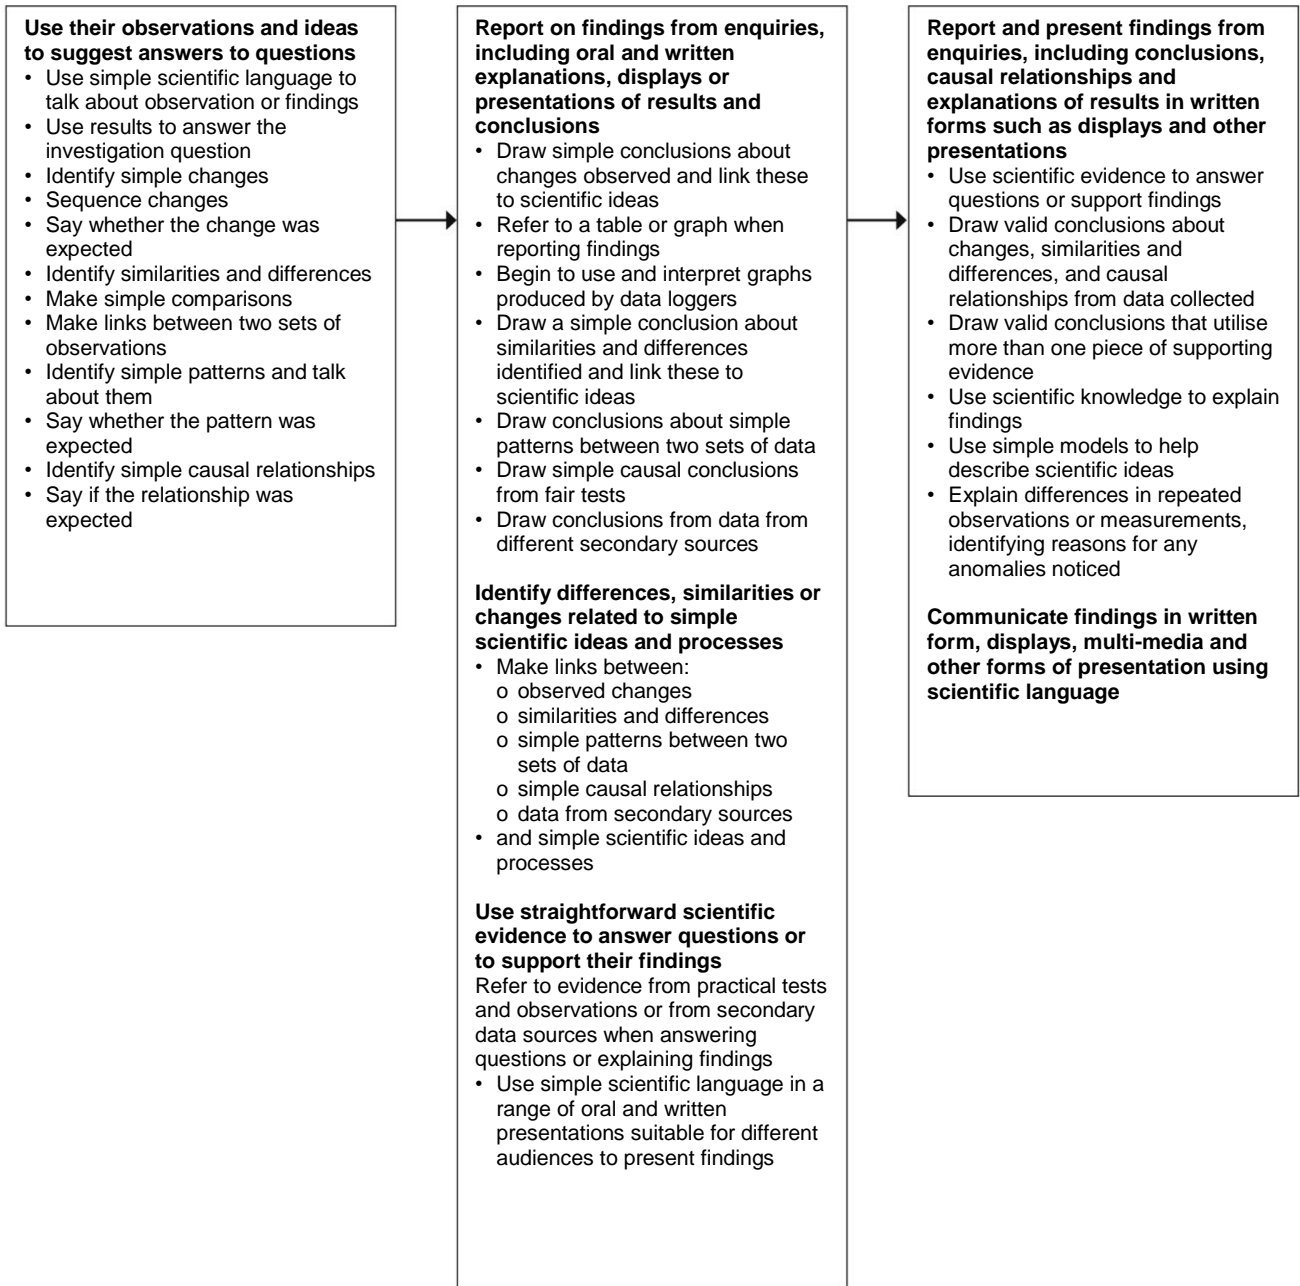 Use their observations and ideas
to suggest answers to questions
• Use simple scientific language to
talk about observation or findings
• Use results to answer the
investigation question
• Identify simple changes
• Sequence changes
• Say whether the change was
expected
• Identify similarities and differences
• Make simple comparisons
• Make links between two sets of
observations
• Identify simple patterns and talk
about them
• Say whether the pattern was
expected
• Identify simple causal relationships
• Say if the relationship was
expected
Report on findings from enquiries,
including oral and written
explanations, displays or
presentations of results and
conclusions
• Draw simple conclusions about
changes observed and link these
to scientific ideas
• Refer to a table or graph when
reporting findings
• Begin to use and interpret graphs
produced by data loggers
• Draw a simple conclusion about
similarities and differences
identified and link these to
scientific ideas
• Draw conclusions about simple
patterns between two sets of data
• Draw simple causal conclusions
from fair tests
• Draw conclusions from data from
different secondary sources
Identify differences, similarities or
changes related to simple
scientific ideas and processes
• Make links between:
o observed changes
o similarities and differences
o simple patterns between two
sets of data
o simple causal relationships
o data from secondary sources
• and simple scientific ideas and
processes
Use straightforward scientific
evidence to answer questions or
to support their findings
Refer to evidence from practical tests
and observations or from secondary
data sources when answering
questions or explaining findings
• Use simple scientific language in a
range of oral and written
presentations suitable for different
audiences to present findings
Report and present findings from
enquiries, including conclusions,
causal relationships and
explanations of results in written
forms such as displays and other
presentations
• Use scientific evidence to answer
questions or support findings
• Draw valid conclusions about
changes, similarities and
differences, and causal
relationships from data collected
• Draw valid conclusions that utilise
more than one piece of supporting
evidence
• Use scientific knowledge to explain
findings
• Use simple models to help
describe scientific ideas
• Explain differences in repeated
observations or measurements,
identifying reasons for any
anomalies noticed
Communicate findings in written
form, displays, multi-media and
other forms of presentation using
scientific language